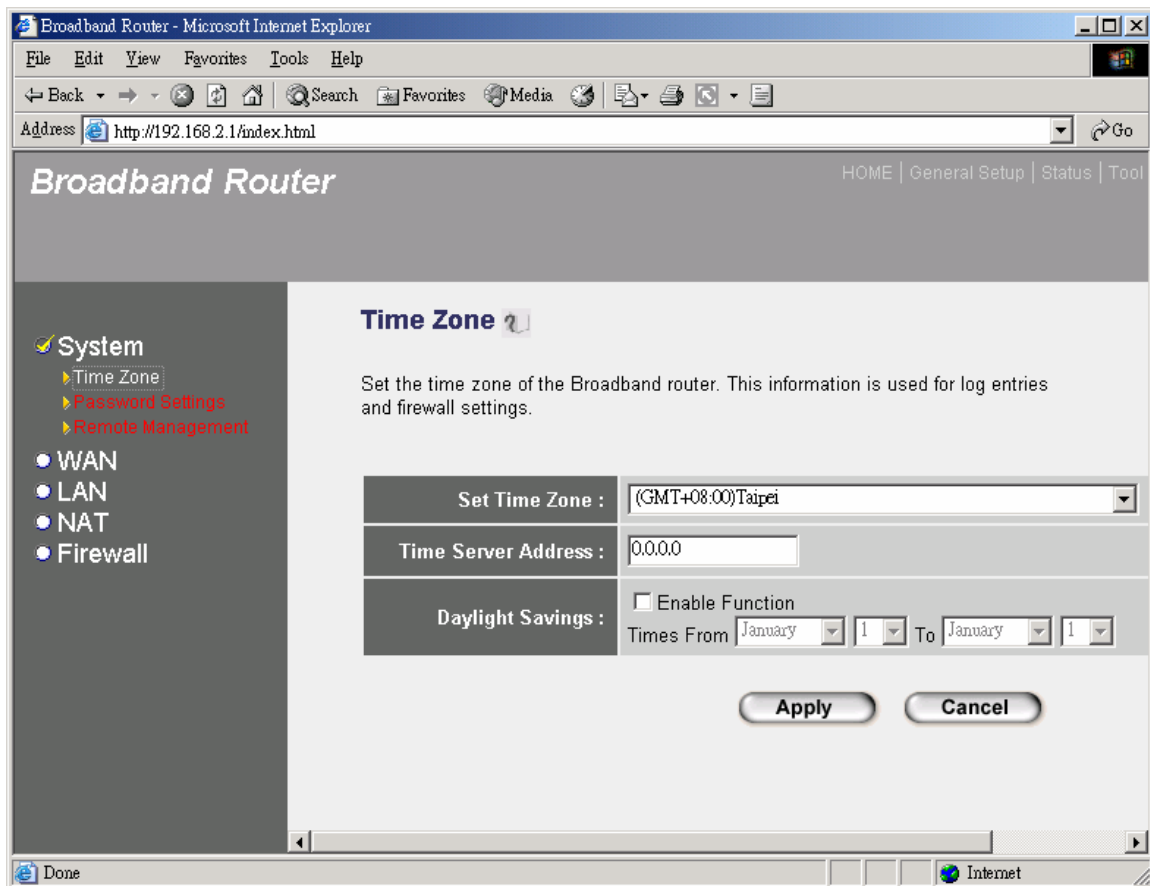 Broadband Router - Microsoft Internet Explorer
File Edit View Favorites Tools Help
Back Search Favorites Media
Address http://192.168.2.1/index.html Go
Broadband Router
HOME | General Setup | Status | Tool
System
Time Zone
Password Settings
Remote Management
WAN
LAN
NAT
Firewall
Time Zone
Set the time zone of the Broadband router. This information is used for log entries
and firewall settings.
Set Time Zone : (GMT+08:00)Taipei
Time Server Address : 0.0.0.0
Daylight Savings :
Enable Function
Times From January 1 To January 1
Apply Cancel
Done Internet